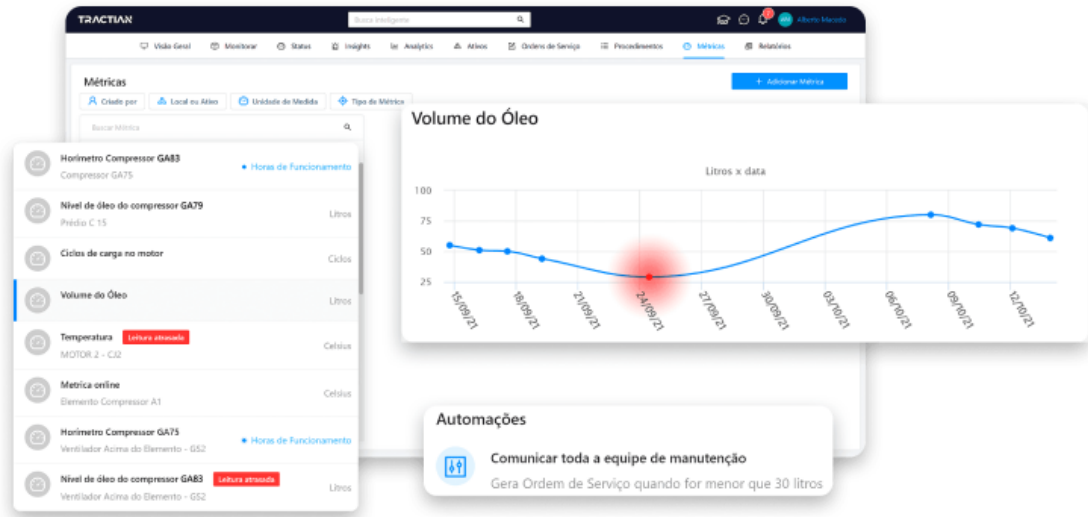 TRACTIAN
Busca inteligente
Alberto Macedo
Visão Geral
Monitorar
Status
Insights
Analytics
Ativos
Ordens de Serviço
Procedimentos
Métricas
Relatórios
Métricas
+ Adicionar Métrica
Criado por
Local ou Ativo
Unidade de Medida
Tipo de Métrica
Buscar Métrica
Horímetro Compressor GA83
Compressor GA75
Horas de Funcionamento
Nível de óleo do compressor GA79
Prédio C 15
Litros
Ciclos de carga no motor
Ciclos
Volume do Óleo
Litros
Temperatura
Leitura atrasada
MOTOR 2 - CJ2
Celsius
Metrica online
Elemento Compressor A1
Celsius
Horímetro Compressor GA75
Ventilador Acima do Elemento - GS2
Horas de Funcionamento
Nível de óleo do compressor GA83
Leitura atrasada
Ventilador Acima do Elemento - GS2
Litros
Volume do Óleo
Litros x data
100
75
50
25
15/09/21
18/09/21
21/09/21
24/09/21
27/09/21
30/09/21
03/10/21
06/10/21
09/10/21
12/10/21
Automações
Comunicar toda a equipe de manutenção
Gera Ordem de Serviço quando for menor que 30 litros